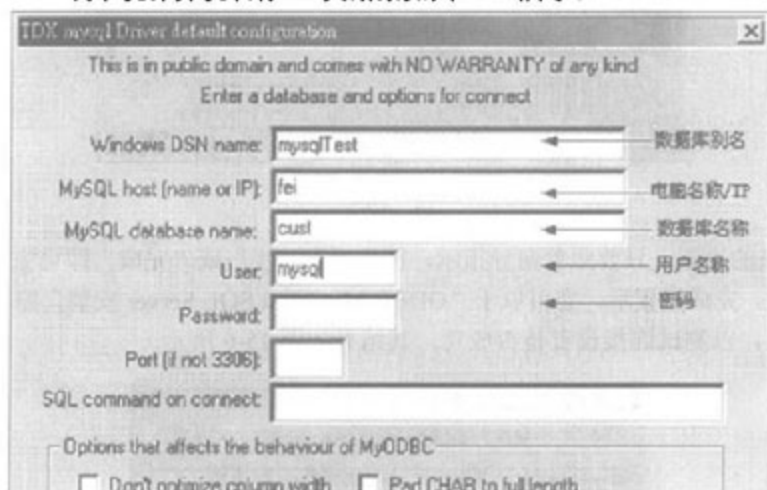 TDX mysql Driver default configuration
This is in public domain and comes with NO WARRANTY of any kind
Enter a database and options for connect
Windows DSN name: mysqlTest 数据库别名
MySQL host (name or IP): fei 电脑名称/IP
MySQL database name: cust 数据库名称
User: mysql 用户名称
Password: 密码
Port (if not 3306):
SQL command on connect:
Options that affects the behaviour of MyODBC
Don't optimize column width Pad CHAR to full length